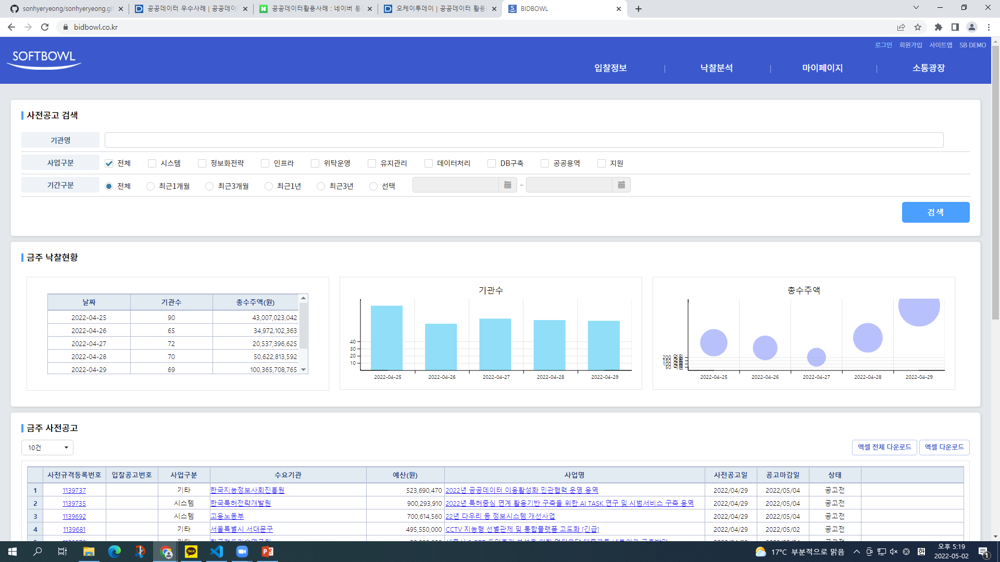 sonhyeryeong/sonhyeryeong.git
공공데이터 우수사례 | 공공데이
공공데이터활용사례 : 네이버 통
오케이투데이 | 공공데이터 활용
BIDBOWL
bidbowl.co.kr
로그인 회원가입 사이트맵 SB DEMO
SOFTBOWL
입찰정보 | 낙찰분석 | 마이페이지 | 소통광장
사전공고 검색
기관명
사업구분 전체 시스템 정보화전략 인프라 위탁운영 유지관리 데이터처리 DB구축 공공용역 지원
기간구분 전체 최근1개월 최근3개월 최근1년 최근3년 선택 ~
검색
금주 낙찰현황
날짜 기관수 총수주액(원)
2022-04-25 90 43,007,023,042
2022-04-26 65 34,972,102,363
2022-04-27 72 20,537,396,625
2022-04-28 70 50,622,813,592
2022-04-29 69 100,365,708,765
기관수
40
30
20
10
2022-04-25 2022-04-26 2022-04-27 2022-04-28 2022-04-29
총수주액
200 억원
50 억원
2022-04-25 2022-04-26 2022-04-27 2022-04-28 2022-04-29
금주 사전공고
10건
엑셀 전체 다운로드 엑셀 다운로드
사전규격등록번호 입찰공고번호 사업구분 수요기관 예산(원) 사업명 사전공고일 공고마감일 상태
1 1139737 기타 한국지능정보사회진흥원 523,690,470 2022년 공공데이터 이용활성화 민관협력 운영 용역 2022/04/29 2022/05/04 공고전
2 1139735 시스템 한국특허전략개발원 900,293,910 2022년 특허중심 연계 활용기반 구축을 위한 AI TASK 연구 및 시범서비스 구축 용역 2022/04/29 2022/05/04 공고전
3 1139692 시스템 고용노동부 700,614,560 22년 다우리 등 정보시스템 개선사업 2022/04/29 2022/05/04 공고전
4 1139681 기타 서울특별시 서대문구 495,550,000 CCTV 지능형 선별관제 및 통합플랫폼 고도화 [긴급] 2022/04/29 2022/05/02 공고전
17°C 부분적으로 맑음
한
오후 5:19
2022-05-02
1